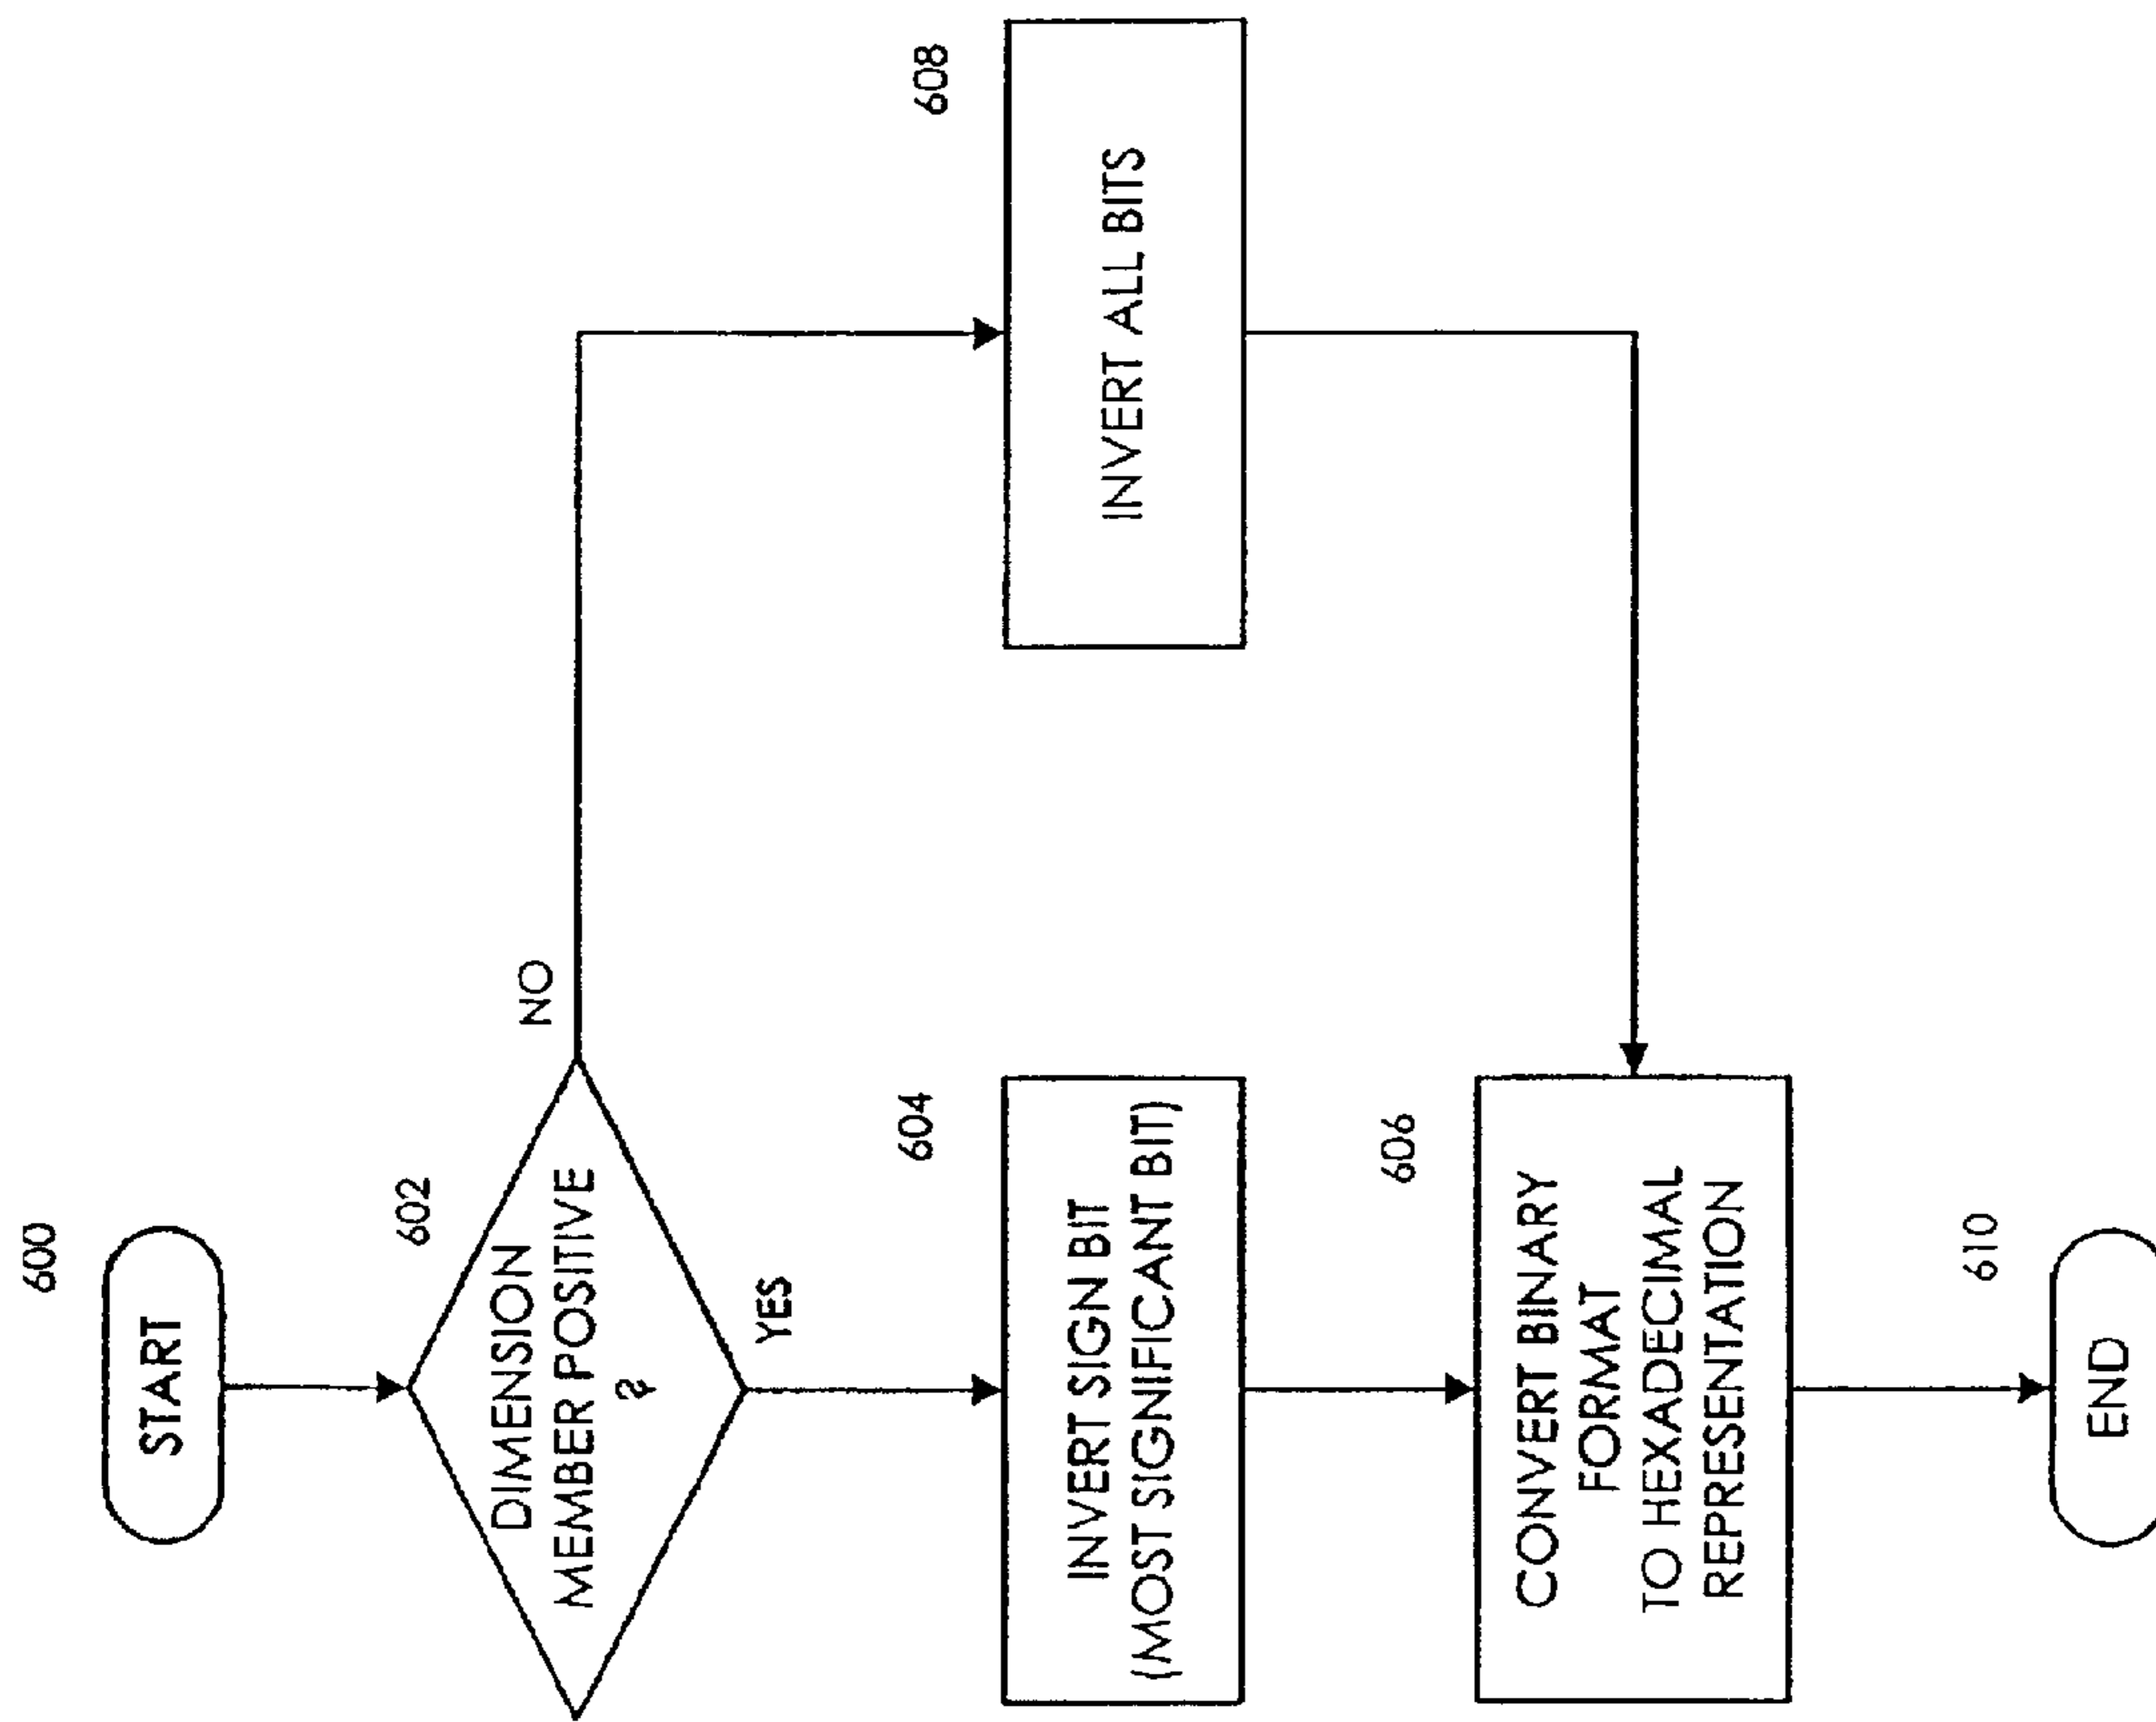 600
START
602
DIMENSION
MEMBER POSITIVE
?
NO
YES
604
INVERT SIGN BIT
(MOST SIGNIFICANT BIT)
608
INVERT ALL BITS
606
CONVERT BINARY
FORMAT
TO HEXADECIMAL
REPRESENTATION
610
END